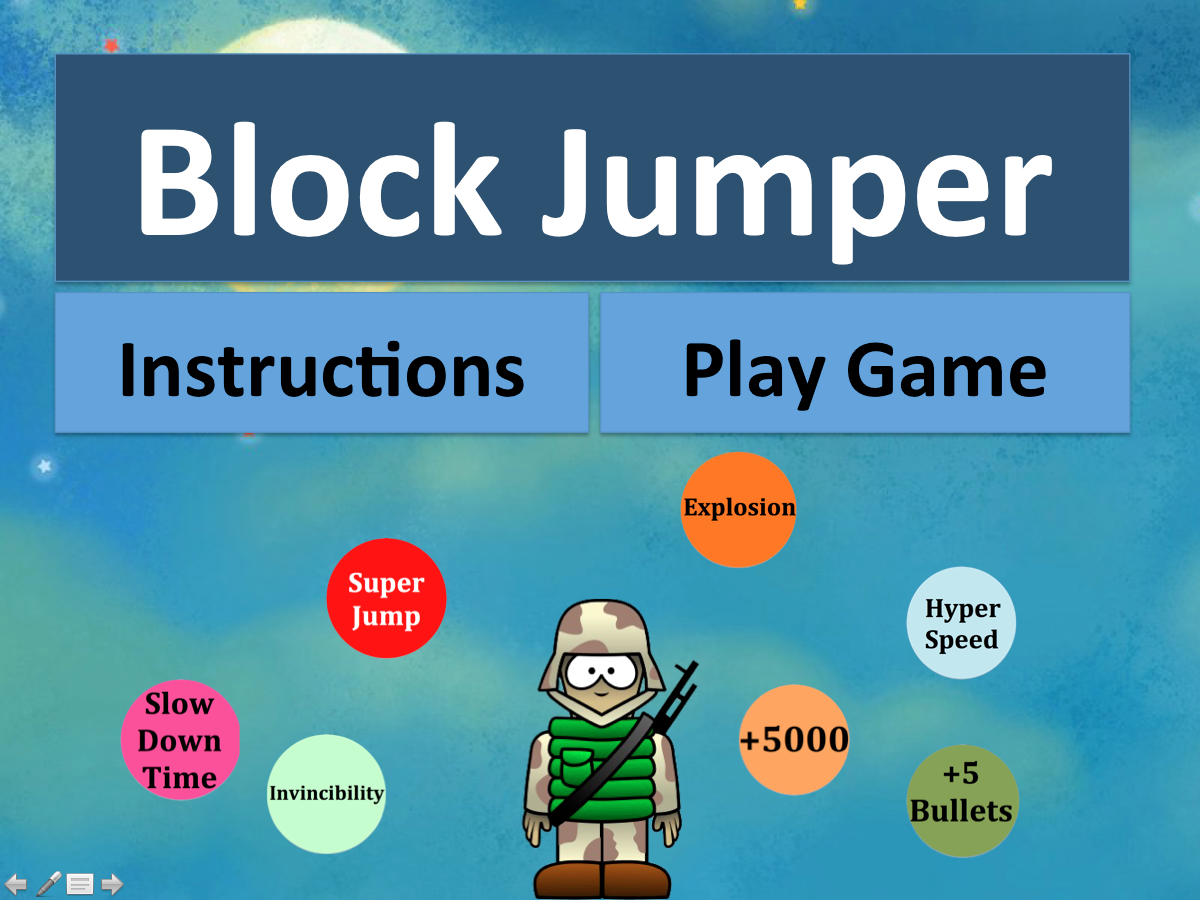 Block Jumper
Instructions
Play Game
Explosion
Super
Jump
Hyper
Speed
Slow
Down
Time
Invincibility
+5000
+5
Bullets